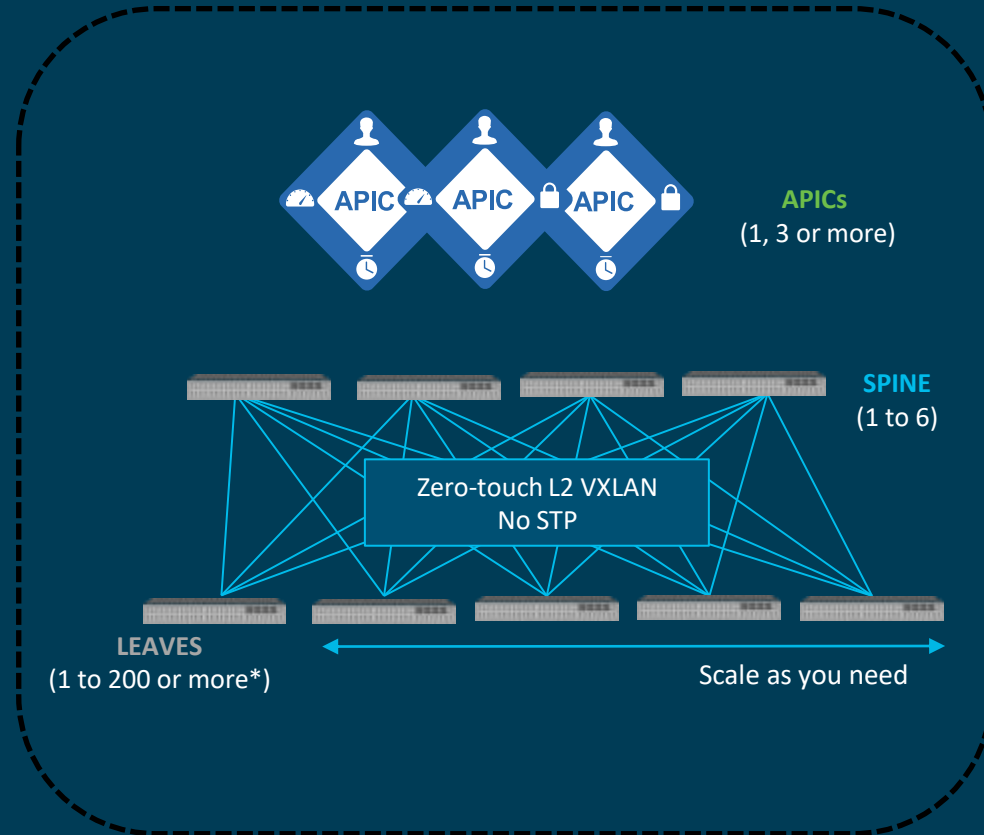 APIC
APIC
APIC
APICs
(1, 3 or more)
SPINE
(1 to 6)
Zero-touch L2 VXLAN
No STP
LEAVES
(1 to 200 or more*)
Scale as you need